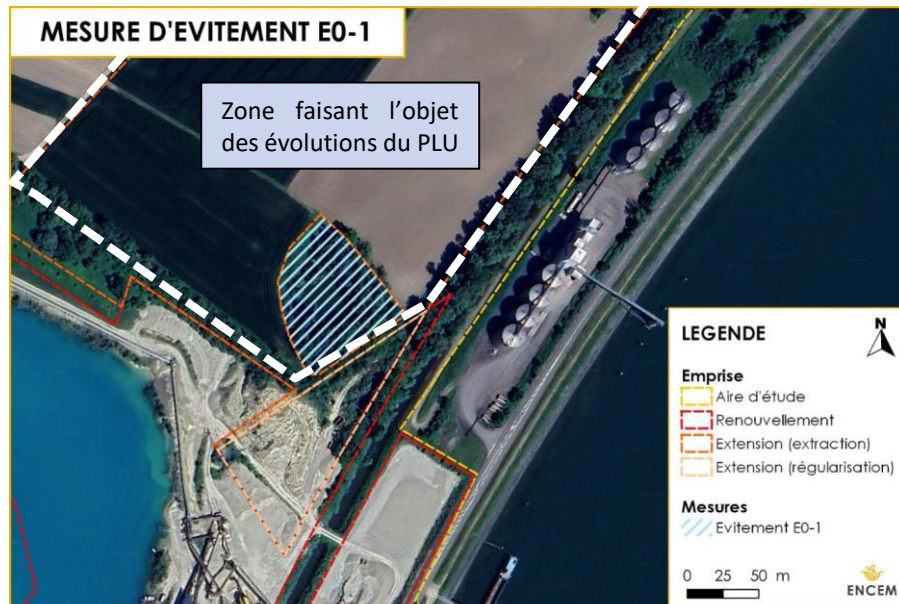 MESURE D'EVITEMENT E0-1
Zone faisant l'objet
des évolutions du PLU
LEGENDE
N
Emprise
Aire d'étude
Renouvellement
Extension (extraction)
Extension (régularisation)
Mesures
Evitement E0-1
0 25 50 m
ENCEM